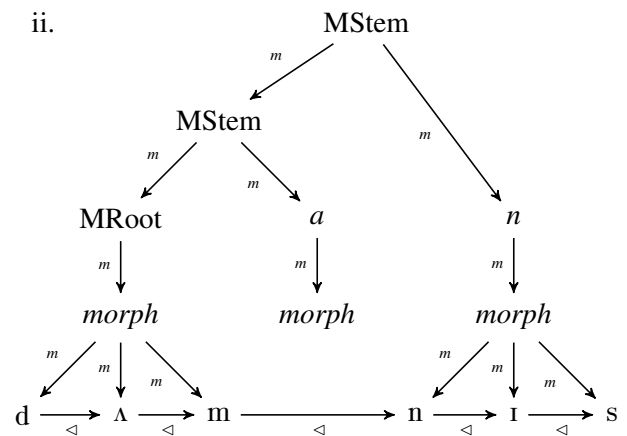 ii. MStem
m
MStem m
m m
MRoot a n
m m m
morph morph morph
m m m m m m
d ʌ m n ɪ s
◁ ◁ ◁ ◁ ◁